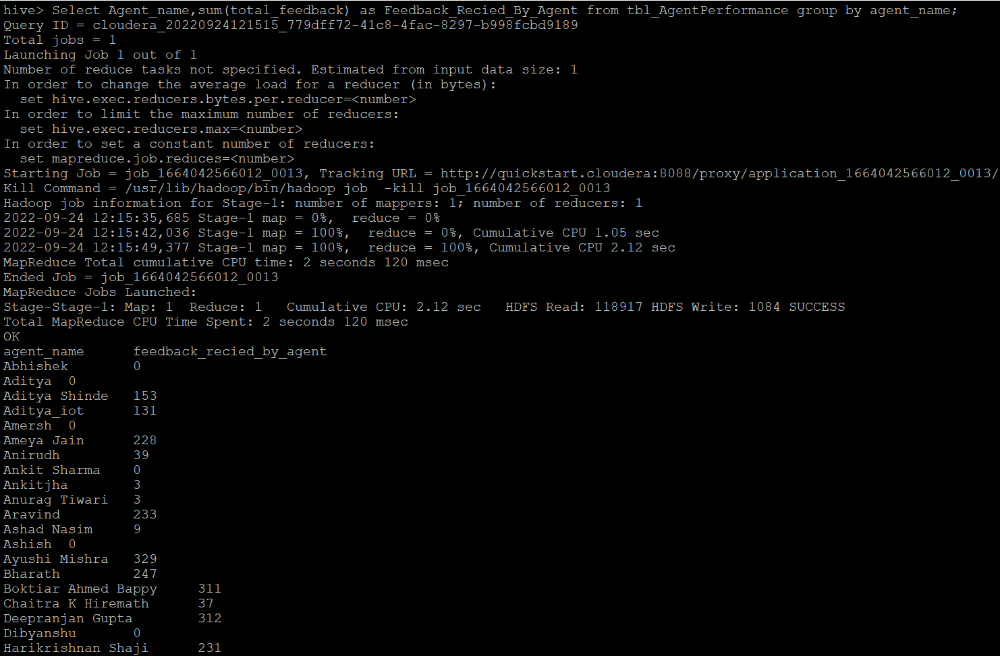 hive> Select Agent_name,sum(total_feedback) as Feedback_Recied_By_Agent from tbl_AgentPerformance group by agent_name;
Query ID = cloudera_20220924121515_779dff72-41c8-4fac-8297-b998fcbd9189
Total jobs = 1
Launching Job 1 out of 1
Number of reduce tasks not specified. Estimated from input data size: 1
In order to change the average load for a reducer (in bytes):
  set hive.exec.reducers.bytes.per.reducer=<number>
In order to limit the maximum number of reducers:
  set hive.exec.reducers.max=<number>
In order to set a constant number of reducers:
  set mapreduce.job.reduces=<number>
Starting Job = job_1664042566012_0013, Tracking URL = http://quickstart.cloudera:8088/proxy/application_1664042566012_0013/
Kill Command = /usr/lib/hadoop/bin/hadoop job  -kill job_1664042566012_0013
Hadoop job information for Stage-1: number of mappers: 1; number of reducers: 1
2022-09-24 12:15:35,685 Stage-1 map = 0%,  reduce = 0%
2022-09-24 12:15:42,036 Stage-1 map = 100%,  reduce = 0%, Cumulative CPU 1.05 sec
2022-09-24 12:15:49,377 Stage-1 map = 100%,  reduce = 100%, Cumulative CPU 2.12 sec
MapReduce Total cumulative CPU time: 2 seconds 120 msec
Ended Job = job_1664042566012_0013
MapReduce Jobs Launched:
Stage-Stage-1: Map: 1  Reduce: 1   Cumulative CPU: 2.12 sec   HDFS Read: 118917 HDFS Write: 1084 SUCCESS
Total MapReduce CPU Time Spent: 2 seconds 120 msec
OK
agent_name      feedback_recied_by_agent
Abhishek        0
Aditya  0
Aditya Shinde   153
Aditya_iot      131
Amersh  0
Ameya Jain      228
Anirudh         39
Ankit Sharma    0
Ankitjha        3
Anurag Tiwari   3
Aravind         233
Ashad Nasim     9
Ashish  0
Ayushi Mishra   329
Bharath         247
Boktiar Ahmed Bappy     311
Chaitra K Hiremath      37
Deepranjan Gupta        312
Dibyanshu       0
Harikrishnan Shaji      231